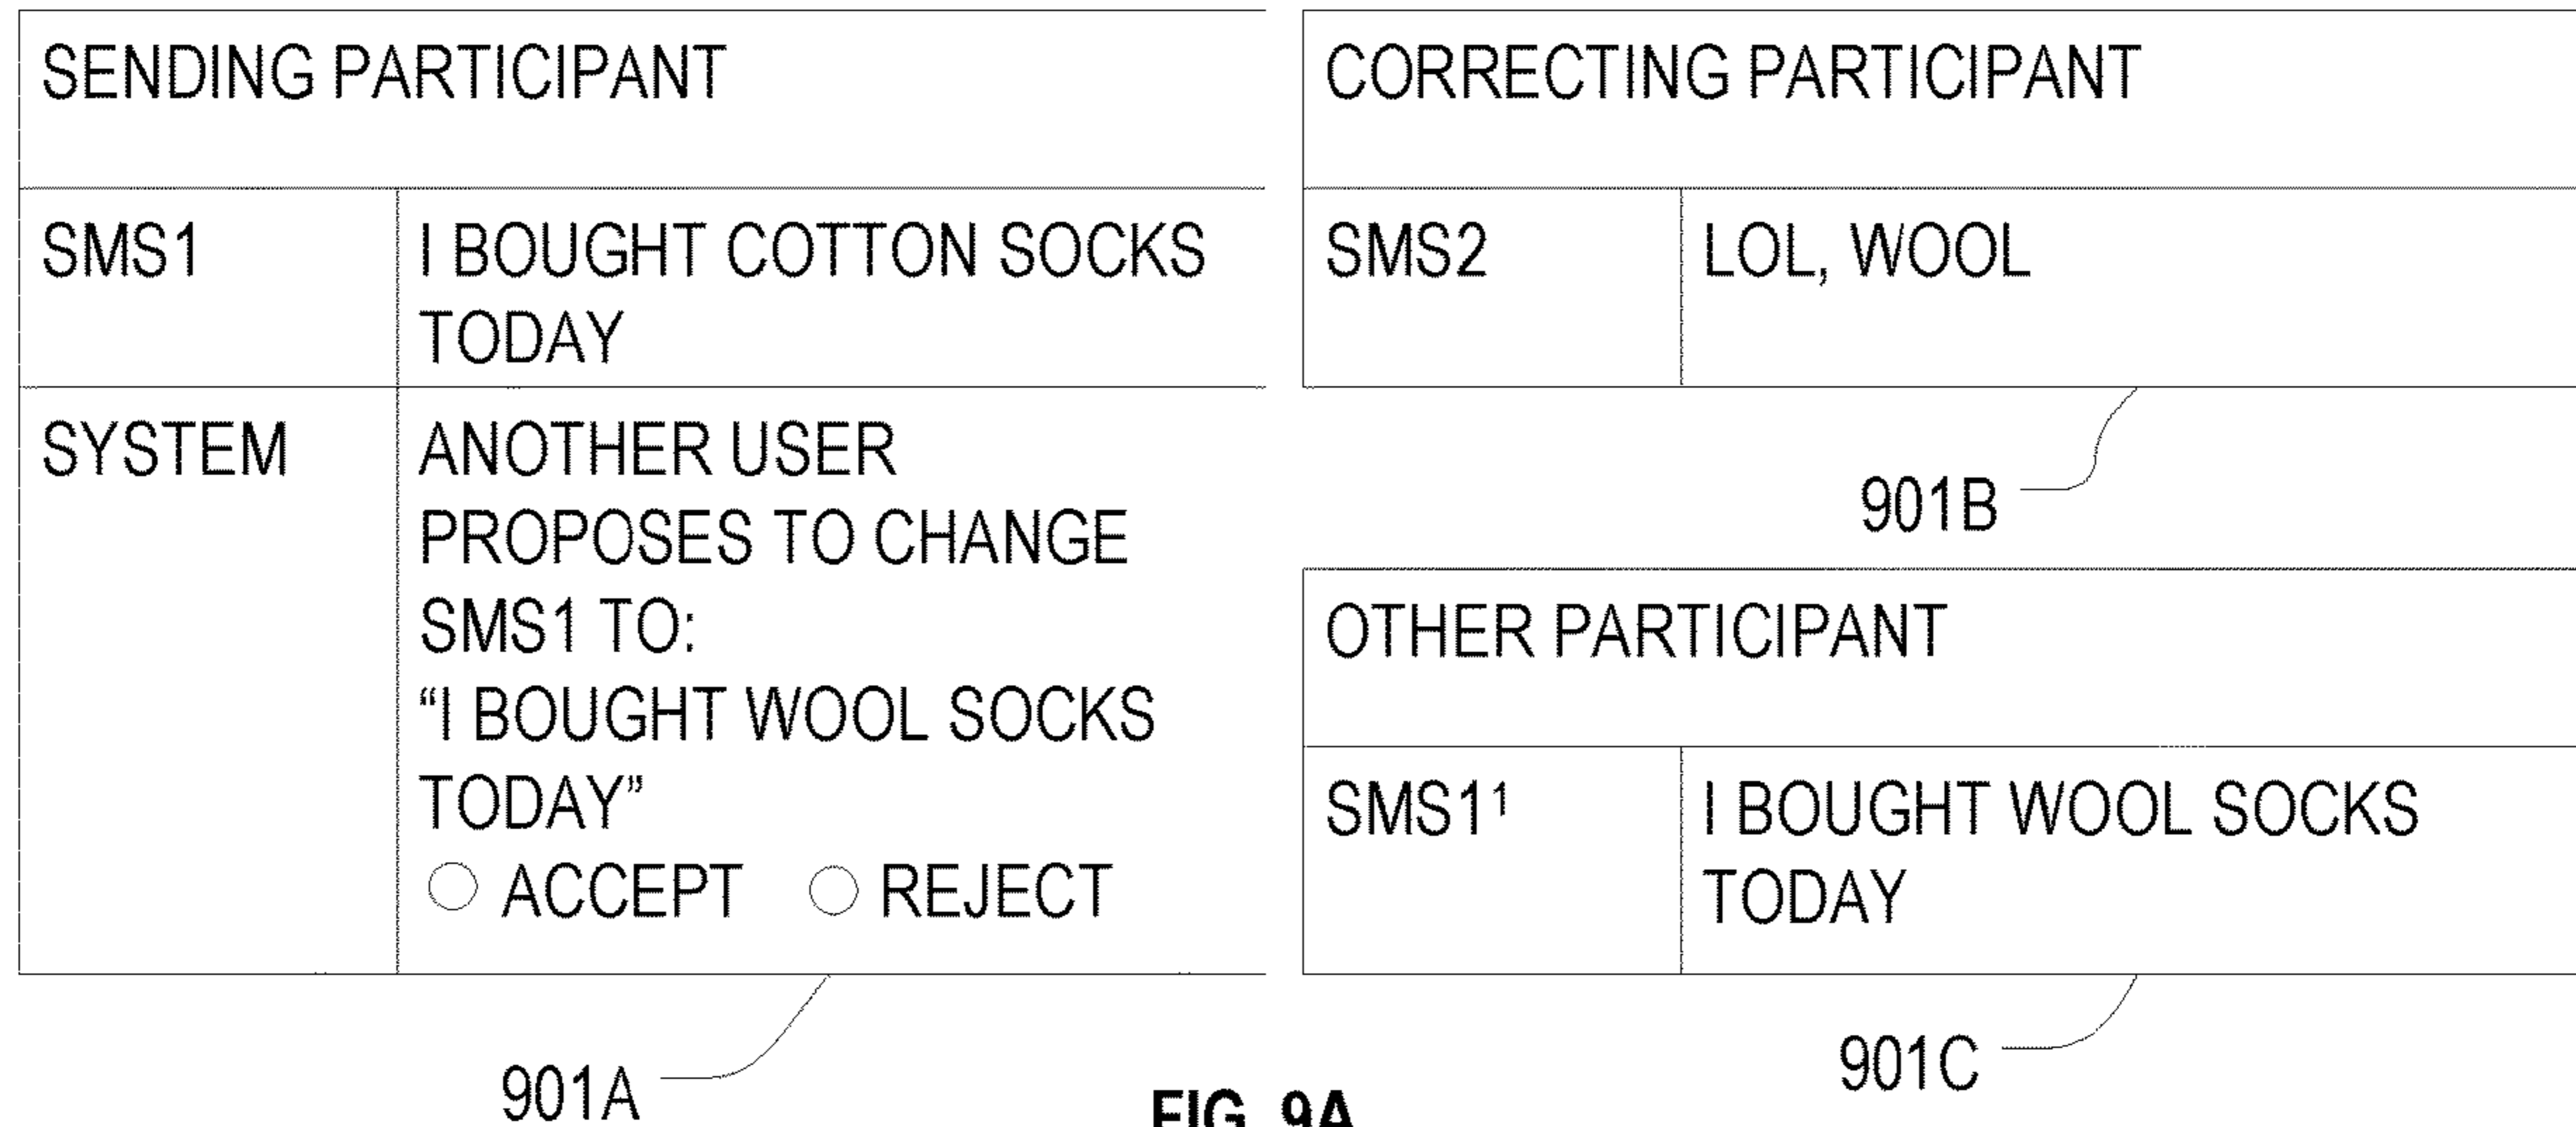 SENDING PARTICIPANT
SMS1
I BOUGHT COTTON SOCKS
TODAY
SYSTEM
ANOTHER USER
PROPOSES TO CHANGE
SMS1 TO:
“I BOUGHT WOOL SOCKS
TODAY”
ACCEPT REJECT
901A
CORRECTING PARTICIPANT
SMS2
LOL, WOOL
901B
OTHER PARTICIPANT
SMS1¹
I BOUGHT WOOL SOCKS
TODAY
901C
FIG. 9A